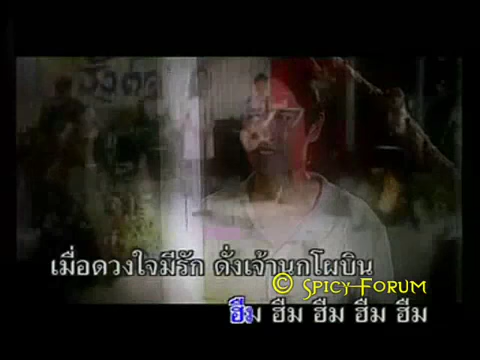 เมื่อดวงใจมีรัก ดั่งเจ้านกโผบิน
© Spicy-Forum
ฮืม ฮืม ฮืม ฮืม ฮืม